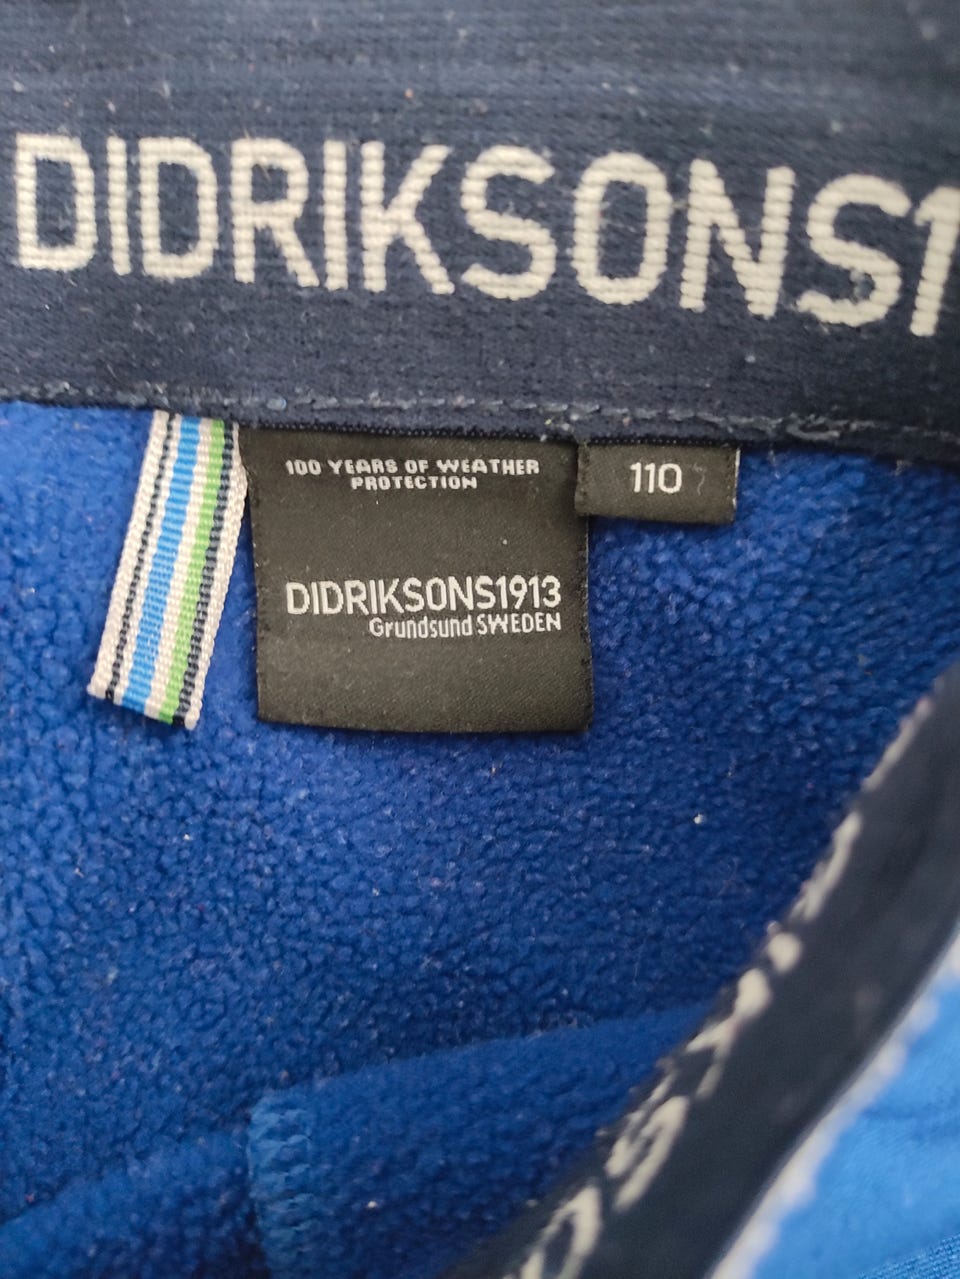 DIDRIKSONS1
100 YEARS OF WEATHER
PROTECTION
110
DIDRIKSONS1913
Grundsund SWEDEN